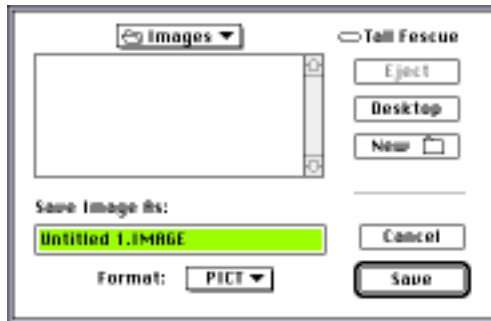 Images
Tall Fescue
Eject
Desktop
New
Save Image As:
Untitled 1.IMAGE
Cancel
Format: PICT
Save